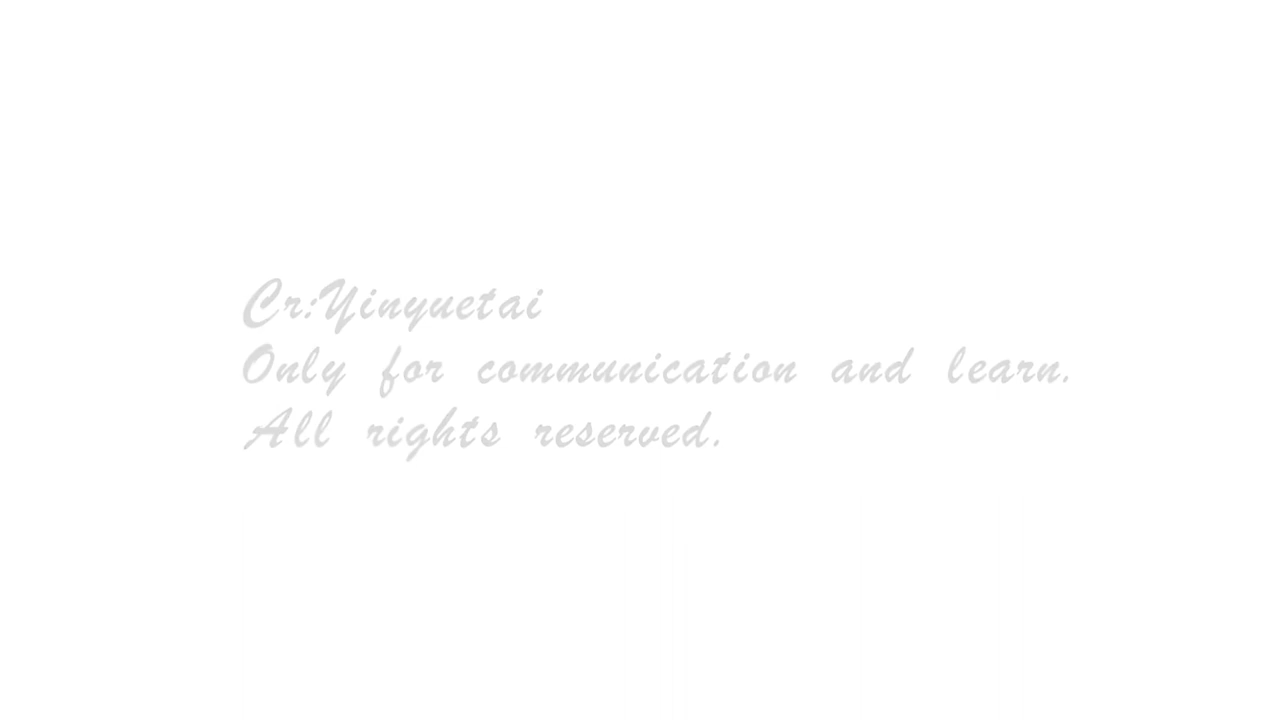 Cr:Yinyuetai
Only for communication and learn.
All rights reserved.